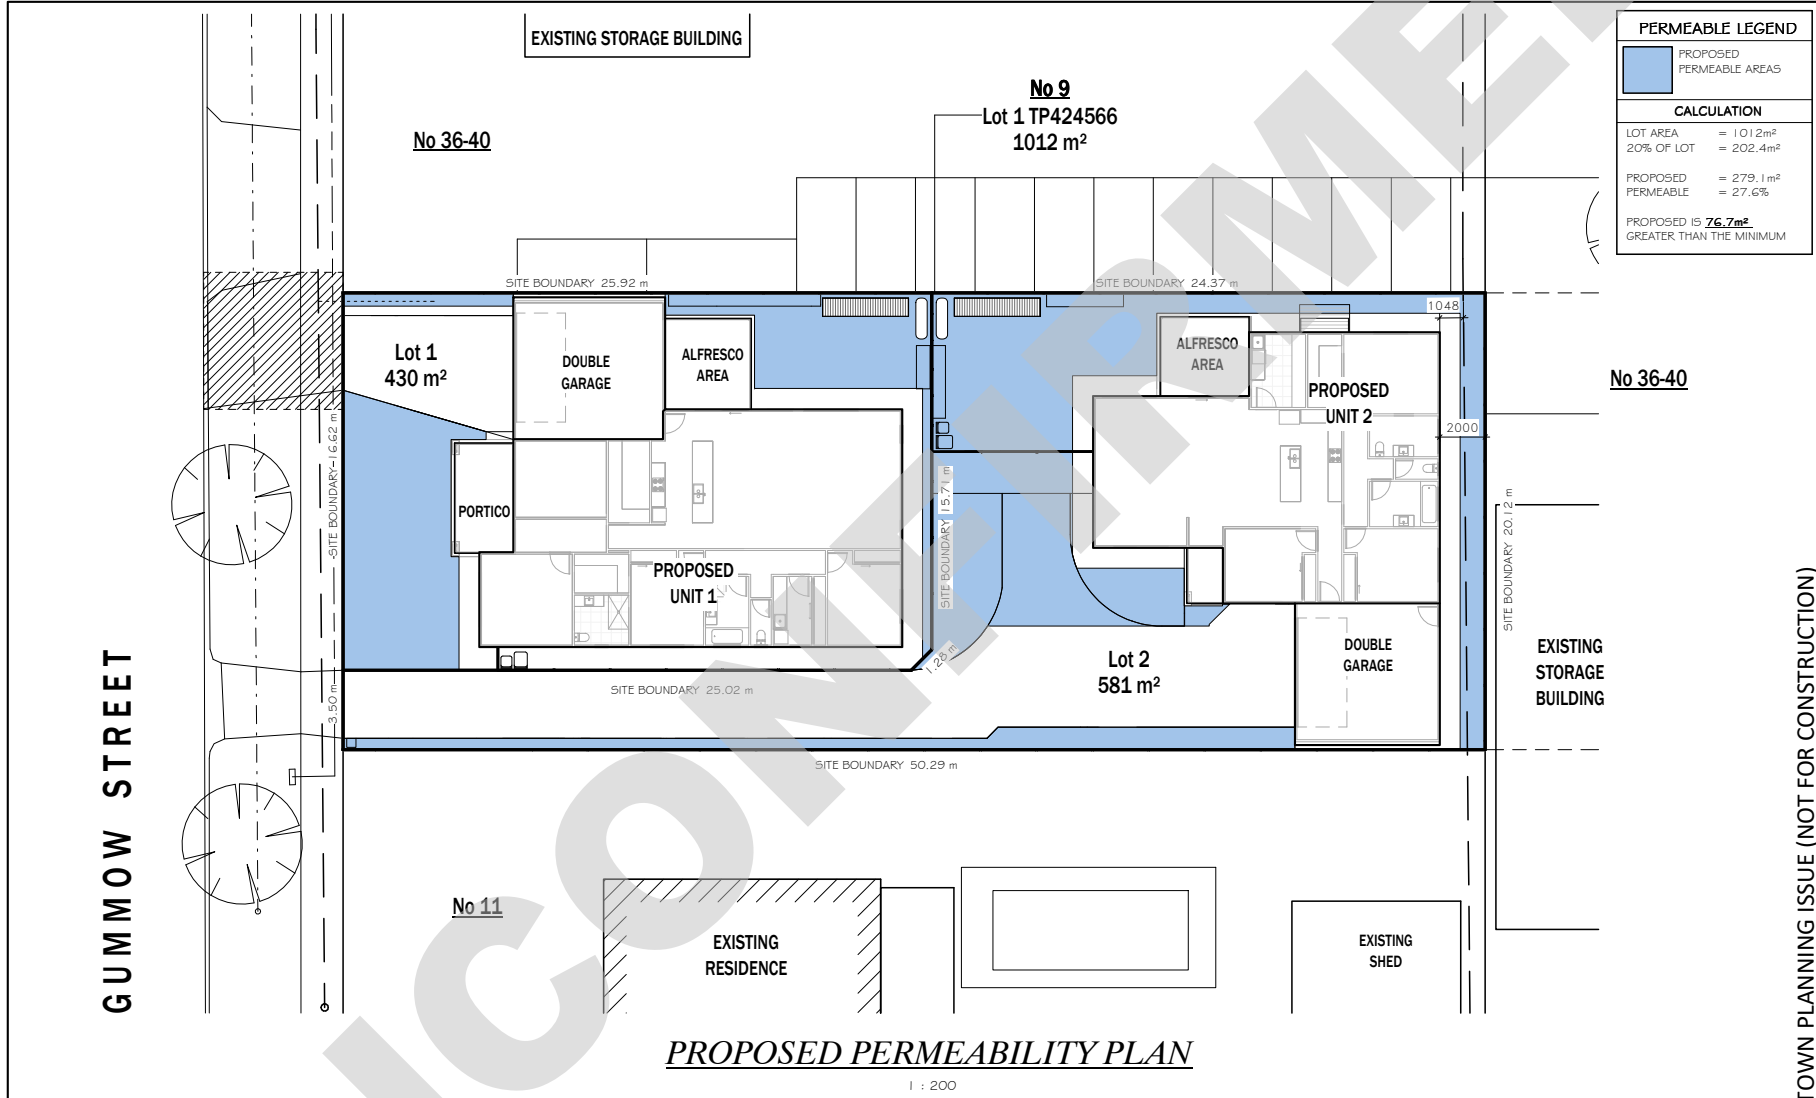 EXISTING STORAGE BUILDING
No 9
Lot 1 TP424566
1012 m²
No 36-40
PERMEABLE LEGEND
PROPOSED
PERMEABLE AREAS
CALCULATION
LOT AREA = 1012m²
20% OF LOT = 202.4m²
PROPOSED = 279.1m²
PERMEABLE = 27.6%
PROPOSED IS 76.7m²
GREATER THAN THE MINIMUM
SITE BOUNDARY 25.92 m
SITE BOUNDARY 24.37 m
1048
Lot 1
430 m²
DOUBLE
GARAGE
ALFRESCO
AREA
ALFRESCO
AREA
PROPOSED
UNIT 2
No 36-40
2000
SITE BOUNDARY 16.62 m
PORTICO
SITE BOUNDARY 15.71 m
SITE BOUNDARY 20.12 m
PROPOSED
UNIT 1
1.28 m
Lot 2
581 m²
DOUBLE
GARAGE
EXISTING
STORAGE
BUILDING
SITE BOUNDARY 25.02 m
3.50 m
SITE BOUNDARY 50.29 m
GUMMOW STREET
No 11
EXISTING
RESIDENCE
EXISTING
SHED
PROPOSED PERMEABILITY PLAN
1 : 200
TOWN PLANNING ISSUE (NOT FOR CONSTRUCTION)